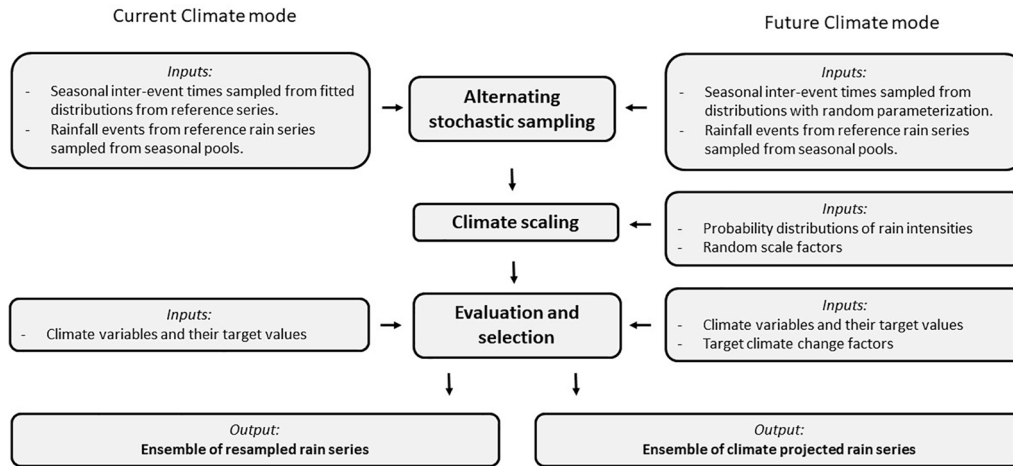 Current Climate mode
Future Climate mode
Inputs:
- Seasonal inter-event times sampled from fitted
distributions from reference series.
- Rainfall events from reference rain series
sampled from seasonal pools.
Alternating
stochastic sampling
Inputs:
- Seasonal inter-event times sampled from
distributions with random parameterization.
- Rainfall events from reference rain series
sampled from seasonal pools.
Climate scaling
Inputs:
- Probability distributions of rain intensities
- Random scale factors
Inputs:
- Climate variables and their target values
Evaluation and
selection
Inputs:
- Climate variables and their target values
- Target climate change factors
Output:
Ensemble of resampled rain series
Output:
Ensemble of climate projected rain series